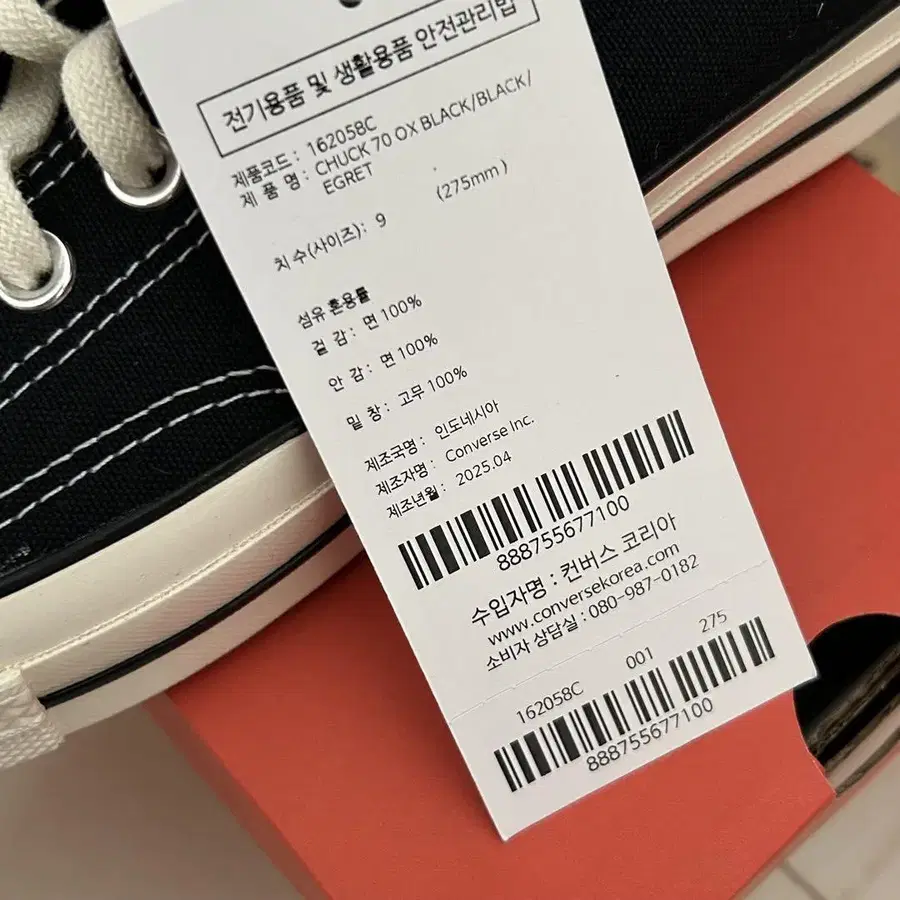 전기용품 및 생활용품 안전관리법
제품코드 : 162058C
제 품 명 : CHUCK 70 OX BLACK/BLACK/
EGRET
치 수(사이즈) : 9 (275mm)
섬유 혼용률
겉 감 : 면 100%
안 감 : 면 100%
밑 창 : 고무 100%
제조국명 : 인도네시아
제조자명 : Converse Inc.
제조년월 : 2025.04
888755677100
수입자명 : 컨버스 코리아
www.conversekorea.com
소비자 상담실 : 080-987-0182
162058C 001 275
888755677100